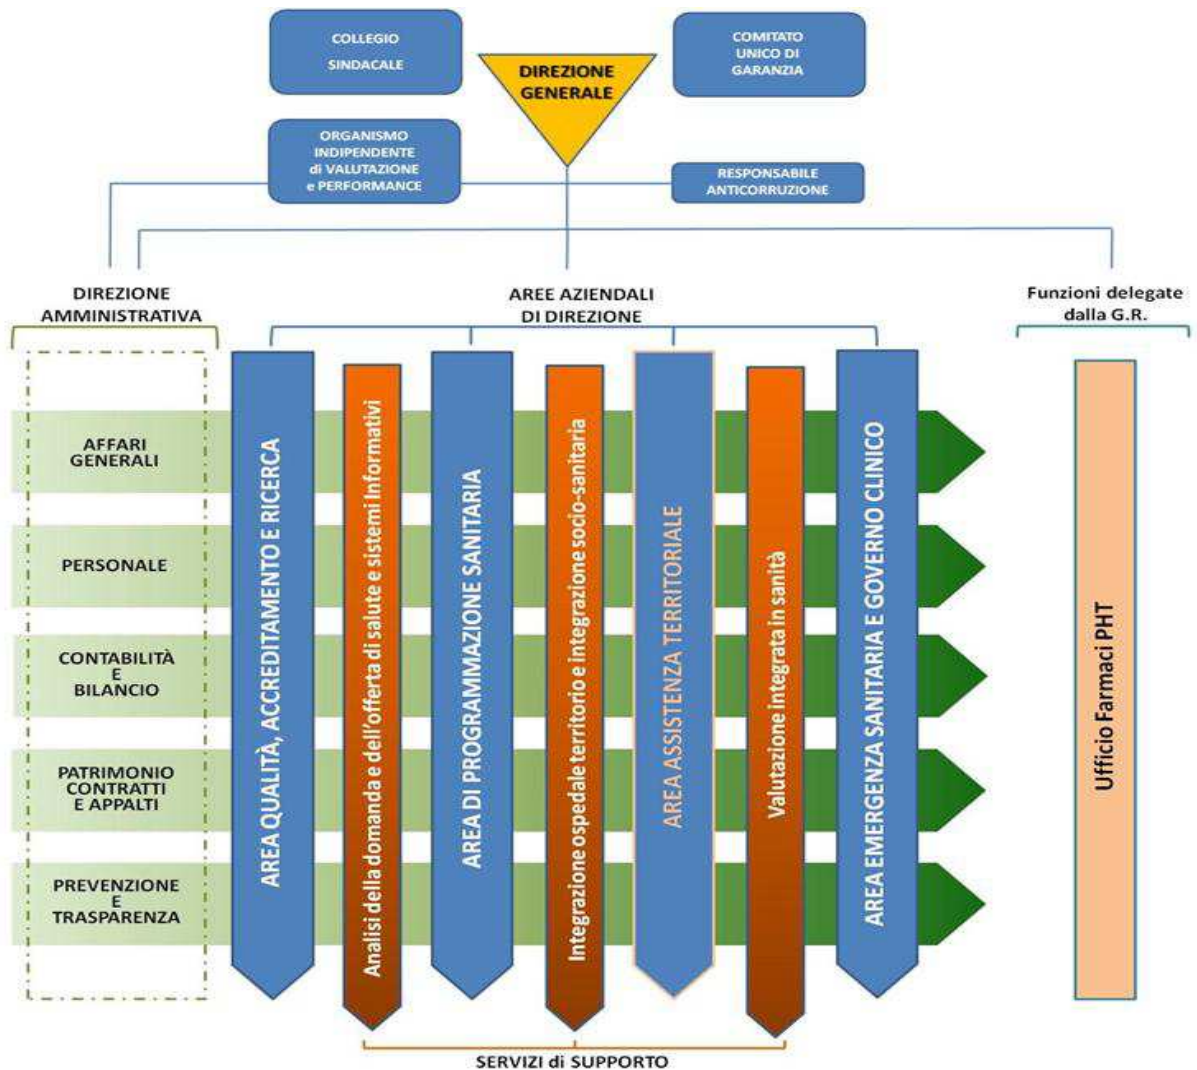 COLLEGIO
SINDACALE
DIREZIONE
GENERALE
COMITATO
UNICO DI
GARANZIA
ORGANISMO
INDIPENDENTE
di VALUTAZIONE
e PERFORMANCE
RESPONSABILE
ANTICORRUZIONE
DIREZIONE
AMMINISTRATIVA
AREE AZIENDALI
DI DIREZIONE
Funzioni delegate
dalla G.R.
AFFARI
GENERALI
PERSONALE
CONTABILITÀ
E
BILANCIO
PATRIMONIO
CONTRATTI
E APPALTI
PREVENZIONE
E
TRASPARENZA
AREA QUALITÀ, ACCREDITAMENTO E RICERCA
Analisi della domanda e dell'offerta di salute e sistemi Informativi
AREA DI PROGRAMMAZIONE SANITARIA
Integrazione ospedale territorio e integrazione socio-sanitaria
AREA ASSISTENZA TERRITORIALE
Valutazione integrata in sanità
AREA EMERGENZA SANITARIA E GOVERNO CLINICO
Ufficio Farmaci PHT
SERVIZI di SUPPORTO